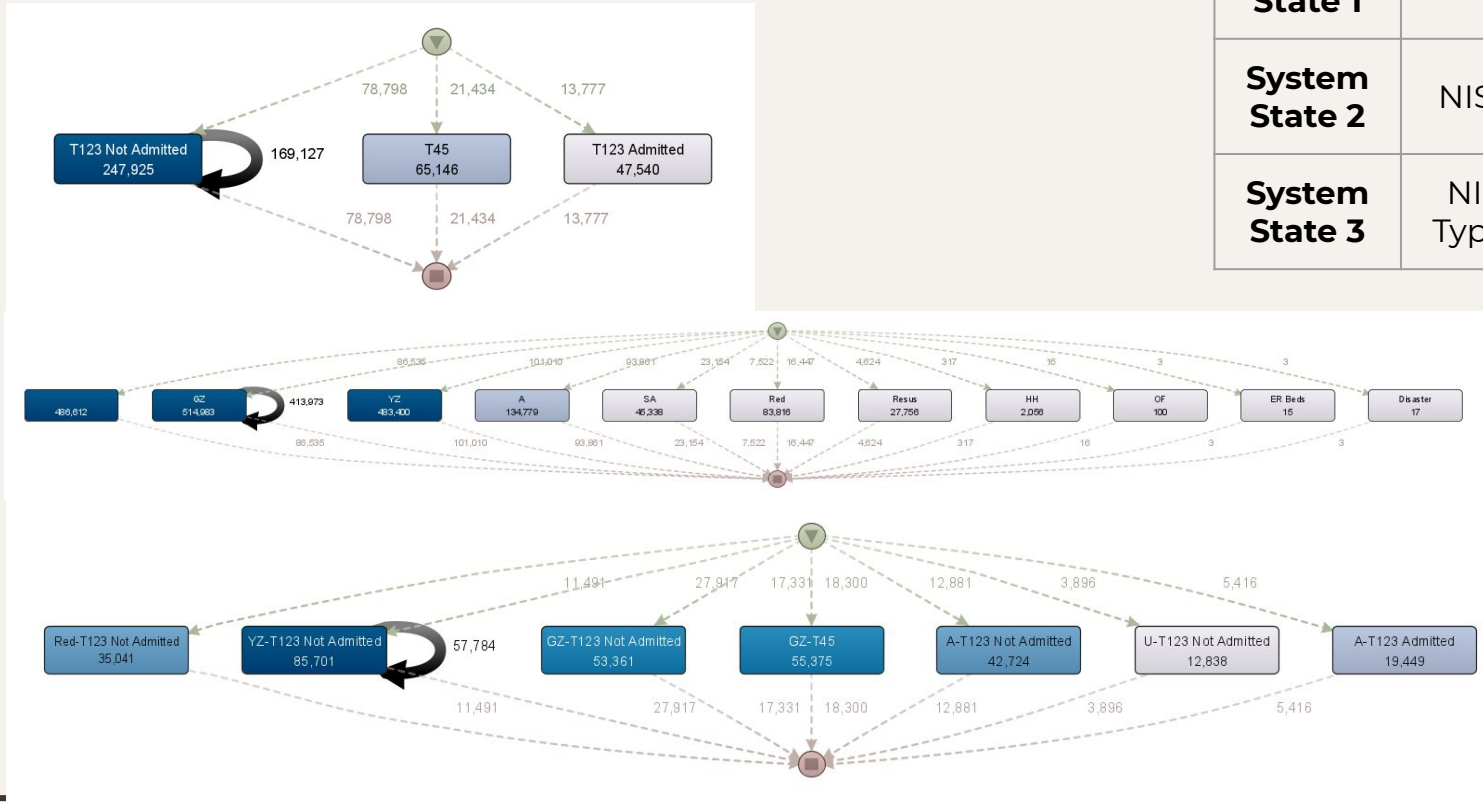 State 1
System
State 2
NIS
System
State 3
NI
Typ
78,798
21,434
13,777
T123 Not Admitted
247,925
169,127
T45
65,146
T123 Admitted
47,540
78,798
21,434
13,777
86,535
101,010
93,861
23,154
7,522
16,447
4,624
317
16
3
3
486,612
GZ
514,983
413,973
YZ
483,400
A
134,779
SA
Red
83,816
Resus
27,756
HH
2,056
OF
100
ER Beds
15
Disaster
17
86,535
101,010
93,861
23,154
7,522
16,447
4,624
317
16
3
3
11,491
27,917
17,331
18,300
12,881
3,896
5,416
Red-T123 Not Admitted
35,041
YZ-T123 Not Admitted
85,701
57,784
GZ-T123 Not Admitted
53,361
GZ-T45
55,375
A-T123 Not Admitted
42,724
U-T123 Not Admitted
12,838
A-T123 Admitted
19,449
11,491
27,917
17,331
18,300
12,881
3,896
5,416